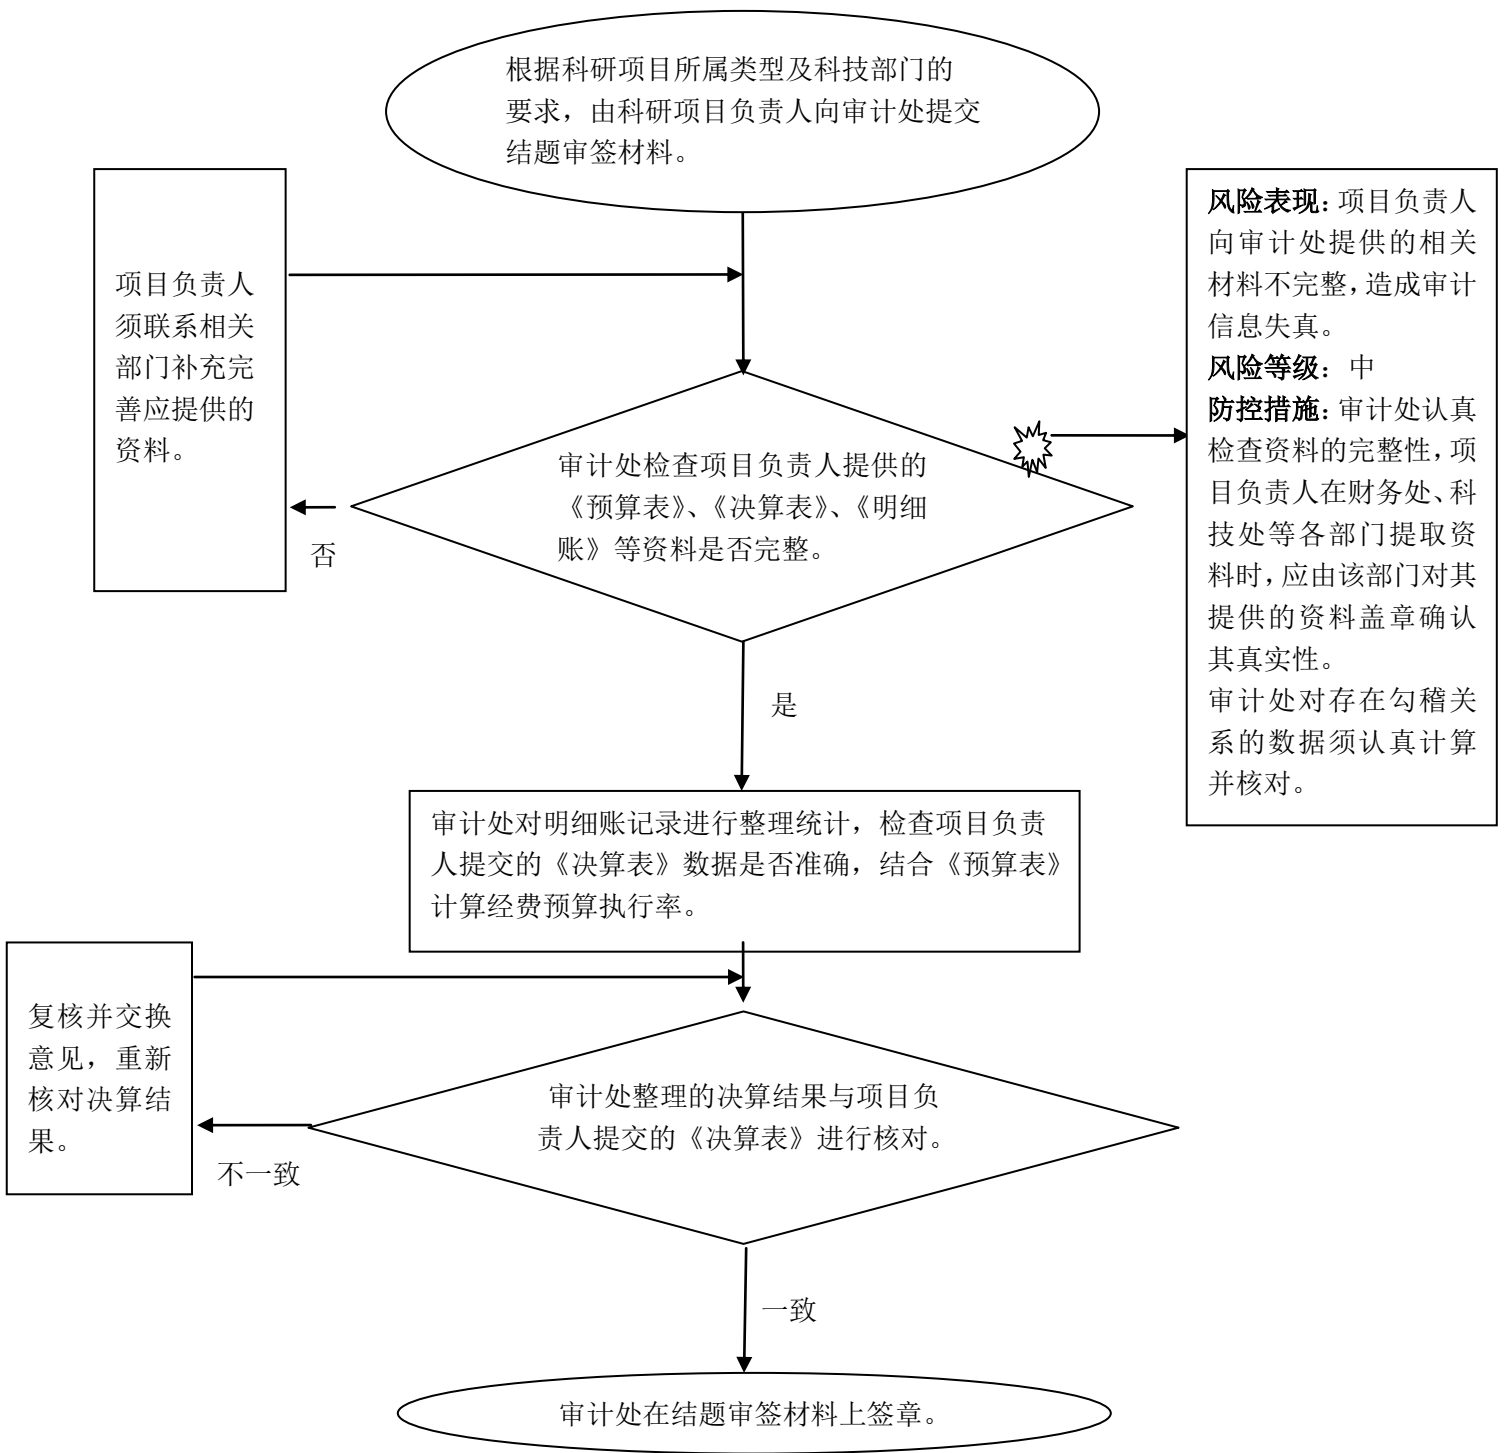 根据科研项目所属类型及科技部门的
要求，由科研项目负责人向审计处提交
结题审签材料。
项目负责人
须联系相关
部门补充完
善应提供的
资料。
风险表现：项目负责人
向审计处提供的相关
材料不完整，造成审计
信息失真。
风险等级：中
防控措施：审计处认真
检查资料的完整性，项
目负责人在财务处、科
技处等各部门提取资
料时，应由该部门对其
提供的资料盖章确认
其真实性。
审计处对存在勾稽关
系的数据须认真计算
并核对。
审计处检查项目负责人提供的
《预算表》、《决算表》、《明细
账》等资料是否完整。
否
是
审计处对明细账记录进行整理统计，检查项目负责
人提交的《决算表》数据是否准确，结合《预算表》
计算经费预算执行率。
复核并交换
意见，重新
核对决算结
果。
审计处整理的决算结果与项目负
责人提交的《决算表》进行核对。
不一致
一致
审计处在结题审签材料上签章。